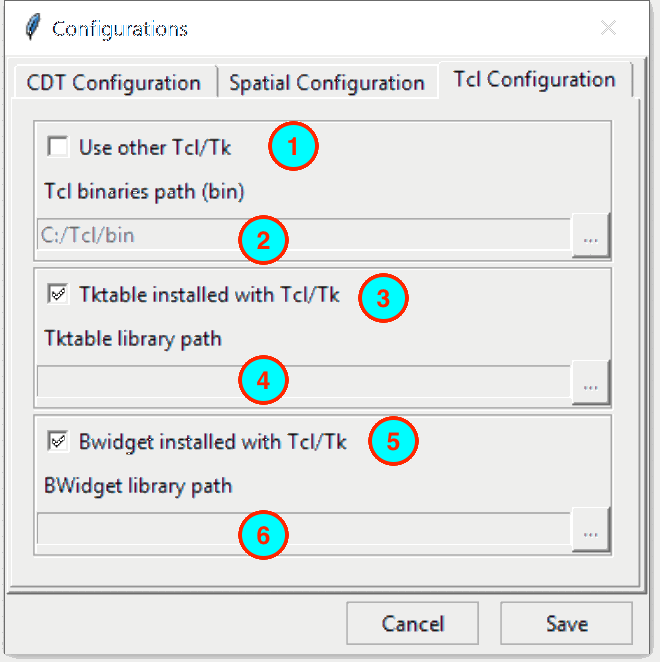 Configurations
CDT Configuration Spatial Configuration Tcl Configuration
Use other Tcl/Tk 1
Tcl binaries path (bin)
C:/Tcl/bin 2 ...
Tktable installed with Tcl/Tk 3
Tktable library path
4 ...
Bwidget installed with Tcl/Tk 5
BWidget library path
6 ...
Cancel Save